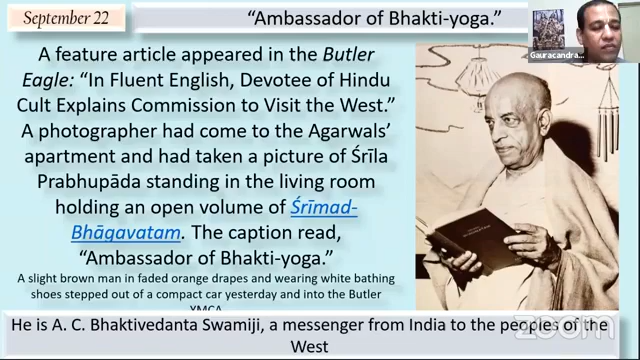 September 22
"Ambassador of Bhakti-yoga."
Gauracandra...
A feature article appeared in the Butler
Eagle: "In Fluent English, Devotee of Hindu
Cult Explains Commission to Visit the West."
A photographer had come to the Agarwals'
apartment and had taken a picture of Śrīla
Prabhupāda standing in the living room
holding an open volume of Śrīmad-
Bhāgavatam. The caption read,
"Ambassador of Bhakti-yoga."
A slight brown man in faded orange drapes and wearing white bathing
shoes stepped out of a compact car yesterday and into the Butler
YMCA
He is A. C. Bhaktivedanta Swamiji, a messenger from India to the peoples of the
West
zoom